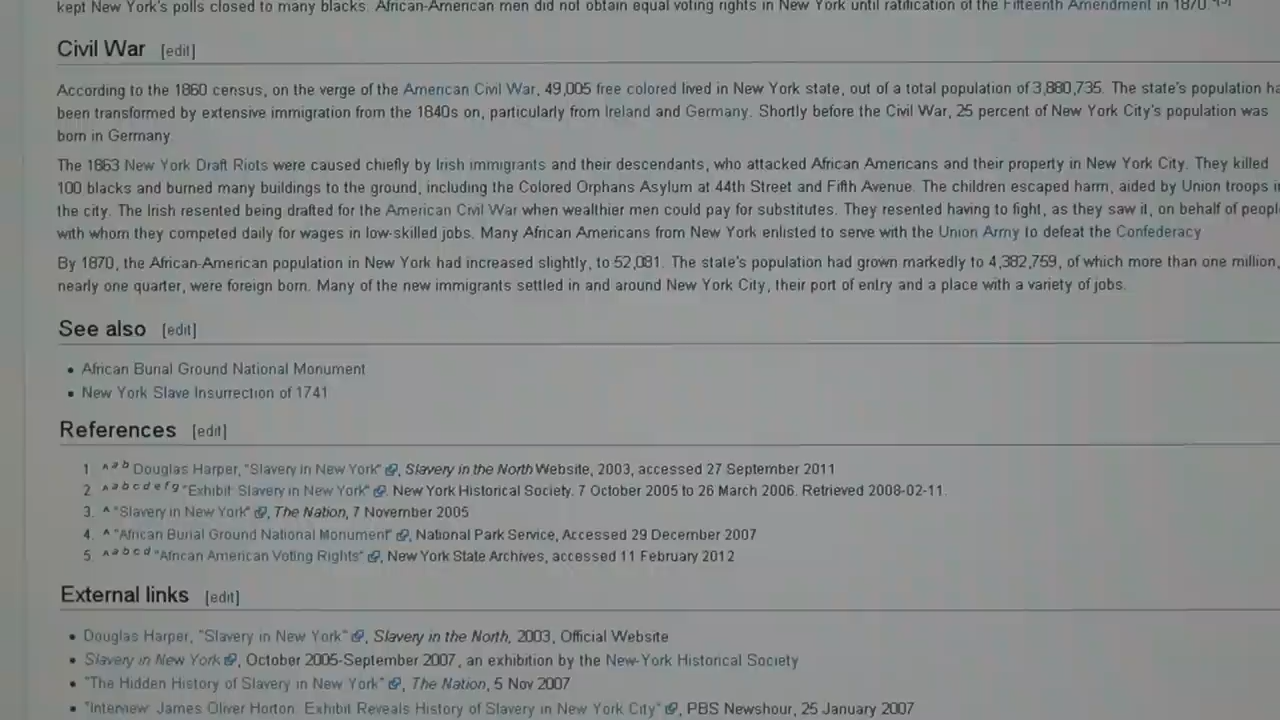 kept New York's polls closed to many blacks. African-American men did not obtain equal voting rights in New York until ratification of the Fifteenth Amendment in 1870.
Civil War [edit]
According to the 1860 census, on the verge of the American Civil War, 49,005 free colored lived in New York state, out of a total population of 3,880,735. The state's population
been transformed by extensive immigration from the 1840s on, particularly from Ireland and Germany. Shortly before the Civil War, 25 percent of New York City's population was
born in Germany.
The 1863 New York Draft Riots were caused chiefly by Irish immigrants and their descendants, who attacked African Americans and their property in New York City. They killed
100 blacks and burned many buildings to the ground, including the Colored Orphans Asylum at 44th Street and Fifth Avenue. The children escaped harm, aided by Union troops
the city. The Irish resented being drafted for the American Civil War when wealthier men could pay for substitutes. They resented having to fight, as they saw it, on behalf of
with whom they competed daily for wages in low-skilled jobs. Many African Americans from New York enlisted to serve with the Union Army to defeat the Confederacy
By 1870, the African-American population in New York had increased slightly, to 52,081. The state's population had grown markedly to 4,382,759, of which more than one million,
nearly one quarter, were foreign born. Many of the new immigrants settled in and around New York City, their port of entry and a place with a variety of jobs.
See also [edit]
• African Burial Ground National Monument
• New York Slave Insurrection of 1741
References [edit]
1. ^ a b Douglas Harper, "Slavery in New York", Slavery in the North Website, 2003, accessed 27 September 2011
2. ^ a b c d e f g "Exhibit: Slavery in New York". New York Historical Society. 7 October 2005 to 26 March 2006. Retrieved 2008-02-11.
3. ^ "Slavery in New York", The Nation, 7 November 2005
4. ^ "African Burial Ground National Monument", National Park Service, Accessed 29 December 2007
5. ^ a b c d "African American Voting Rights", New York State Archives, accessed 11 February 2012
External links [edit]
• Douglas Harper, "Slavery in New York", Slavery in the North, 2003, Official Website
• Slavery in New York, October 2005-September 2007, an exhibition by the New-York Historical Society
• "The Hidden History of Slavery in New York", The Nation, 5 Nov 2007
• "Interview: James Oliver Horton: Exhibit Reveals History of Slavery in New York City", PBS Newshour, 25 January 2007